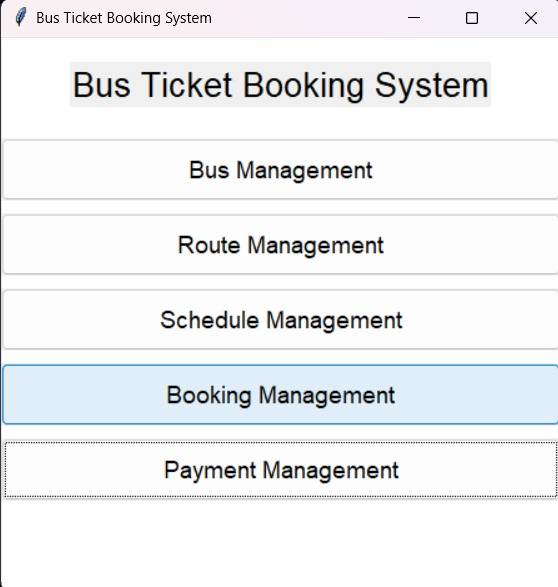 Bus Ticket Booking System
Bus Ticket Booking System
Bus Management
Route Management
Schedule Management
Booking Management
Payment Management